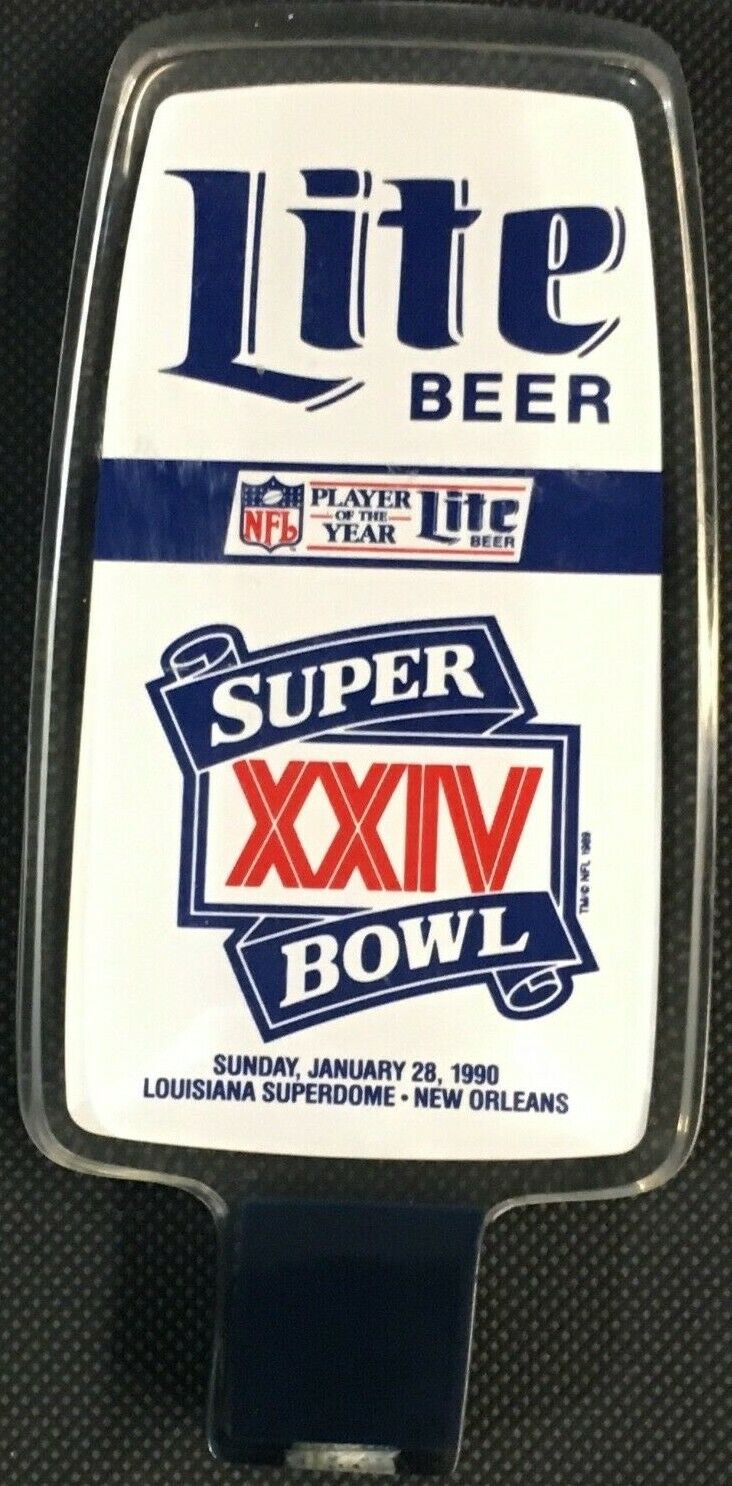 Lite
BEER
NFL
PLAYER
OF THE
YEAR
Lite
BEER
SUPER
XXIV
BOWL
TM/© NFL 1989
SUNDAY, JANUARY 28, 1990
LOUISIANA SUPERDOME • NEW ORLEANS